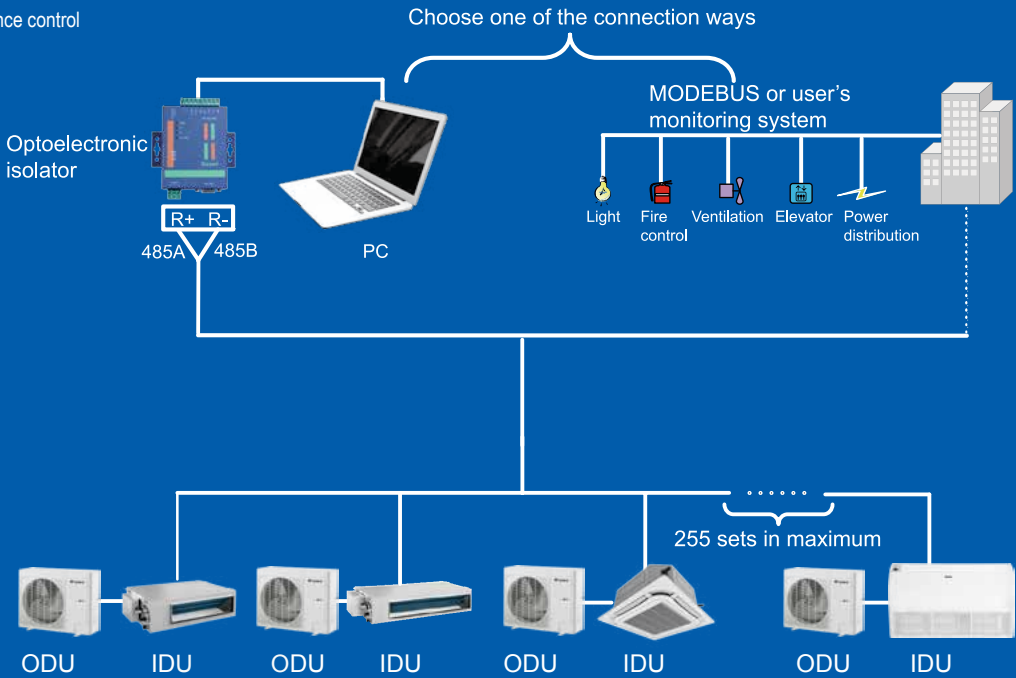 Choose one of the connection ways
nce control
MODEBUS or user's
monitoring system
Optoelectronic
isolator
R+ R-
485A 485B
PC
Light
Fire
control
Ventilation
Elevator
Power
distribution
255 sets in maximum
ODU IDU ODU IDU ODU IDU ODU IDU